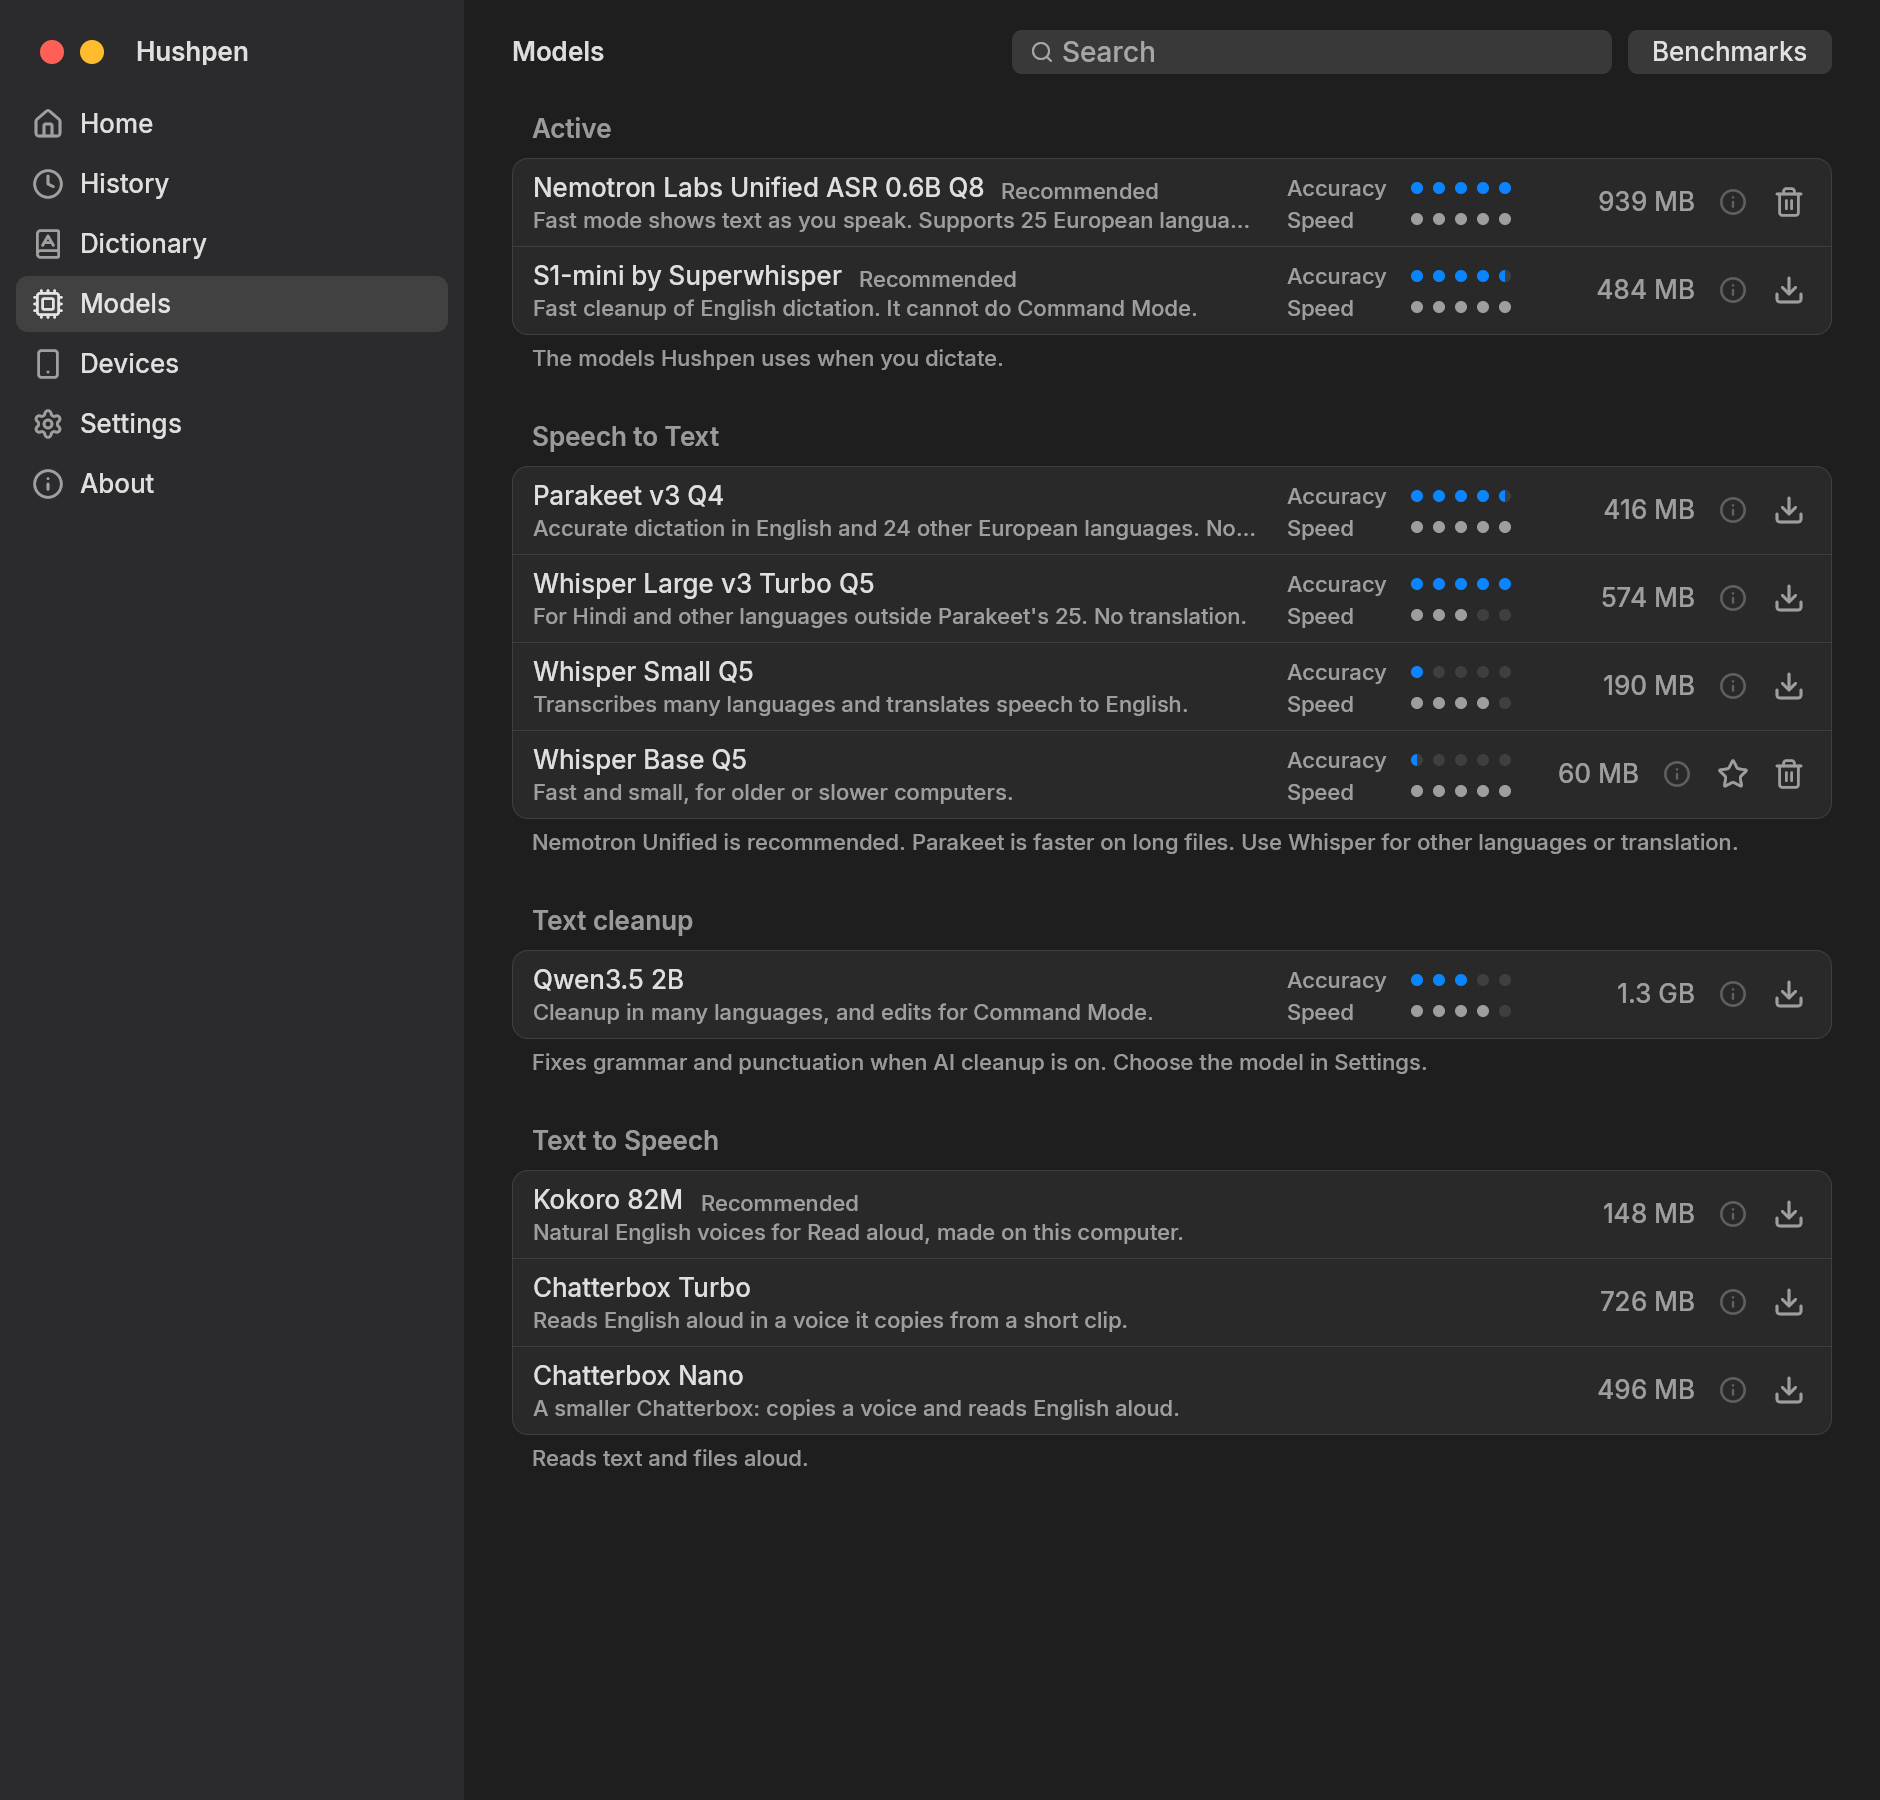 Hushpen
Home
History
Dictionary
Models
Devices
Settings
About
Models
Search
Benchmarks
Active
Nemotron Labs Unified ASR 0.6B Q8 Recommended
Fast mode shows text as you speak. Supports 25 European langua...
Accuracy
Speed
939 MB
S1-mini by Superwhisper Recommended
Fast cleanup of English dictation. It cannot do Command Mode.
Accuracy
Speed
484 MB
The models Hushpen uses when you dictate.
Speech to Text
Parakeet v3 Q4
Accurate dictation in English and 24 other European languages. No...
Accuracy
Speed
416 MB
Whisper Large v3 Turbo Q5
For Hindi and other languages outside Parakeet's 25. No translation.
Accuracy
Speed
574 MB
Whisper Small Q5
Transcribes many languages and translates speech to English.
Accuracy
Speed
190 MB
Whisper Base Q5
Fast and small, for older or slower computers.
Accuracy
Speed
60 MB
Nemotron Unified is recommended. Parakeet is faster on long files. Use Whisper for other languages or translation.
Text cleanup
Qwen3.5 2B
Cleanup in many languages, and edits for Command Mode.
Accuracy
Speed
1.3 GB
Fixes grammar and punctuation when AI cleanup is on. Choose the model in Settings.
Text to Speech
Kokoro 82M Recommended
Natural English voices for Read aloud, made on this computer.
148 MB
Chatterbox Turbo
Reads English aloud in a voice it copies from a short clip.
726 MB
Chatterbox Nano
A smaller Chatterbox: copies a voice and reads English aloud.
496 MB
Reads text and files aloud.